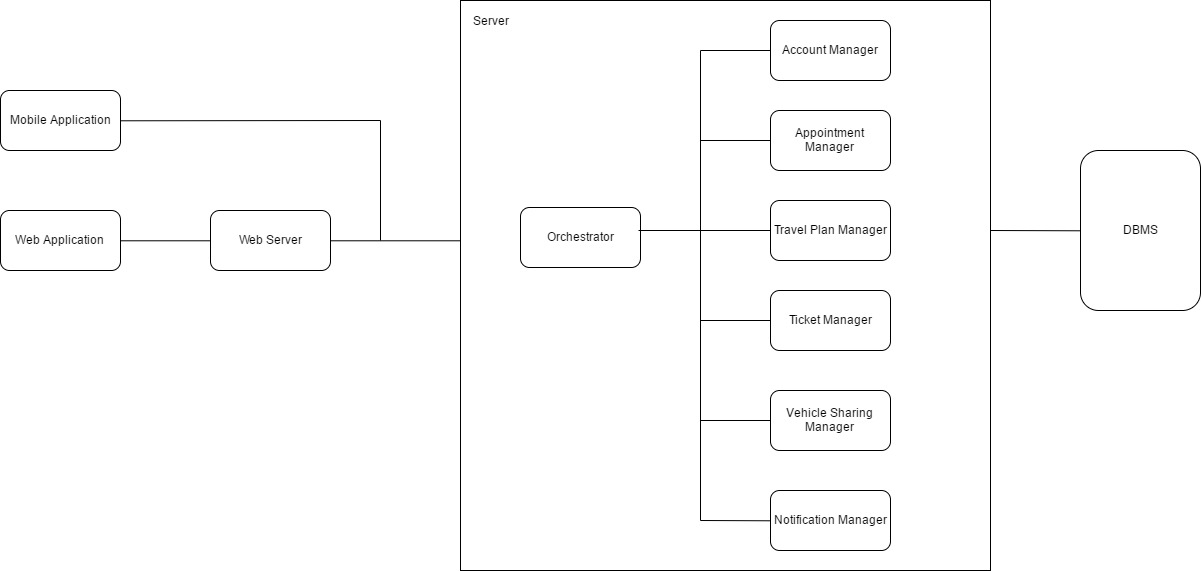 Server
Account Manager
Mobile Application
Appointment
Manager
Web Application
Web Server
Orchestrator
Travel Plan Manager
DBMS
Ticket Manager
Vehicle Sharing
Manager
Notification Manager